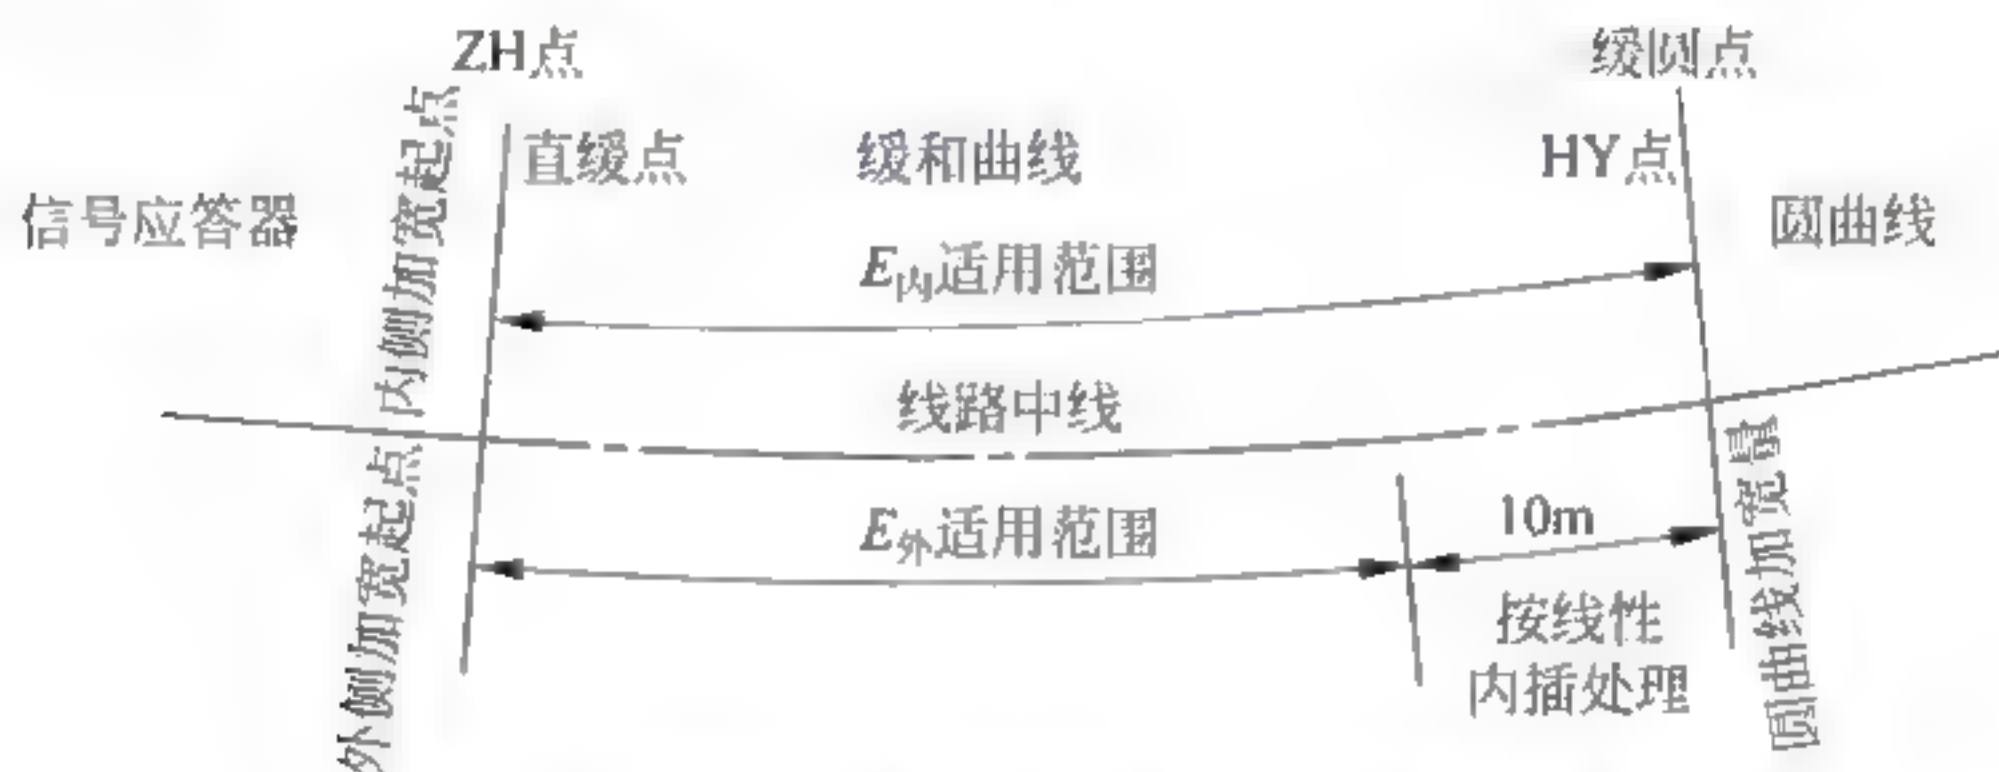 ZH点
缓圆点
直缓点
缓和曲线
HY点
信号应答器
圆曲线
内侧加宽起点
E内适用范围
线路中线
外侧加宽起点
E外适用范围
10m
按线性
内插处理
圆曲线加宽量